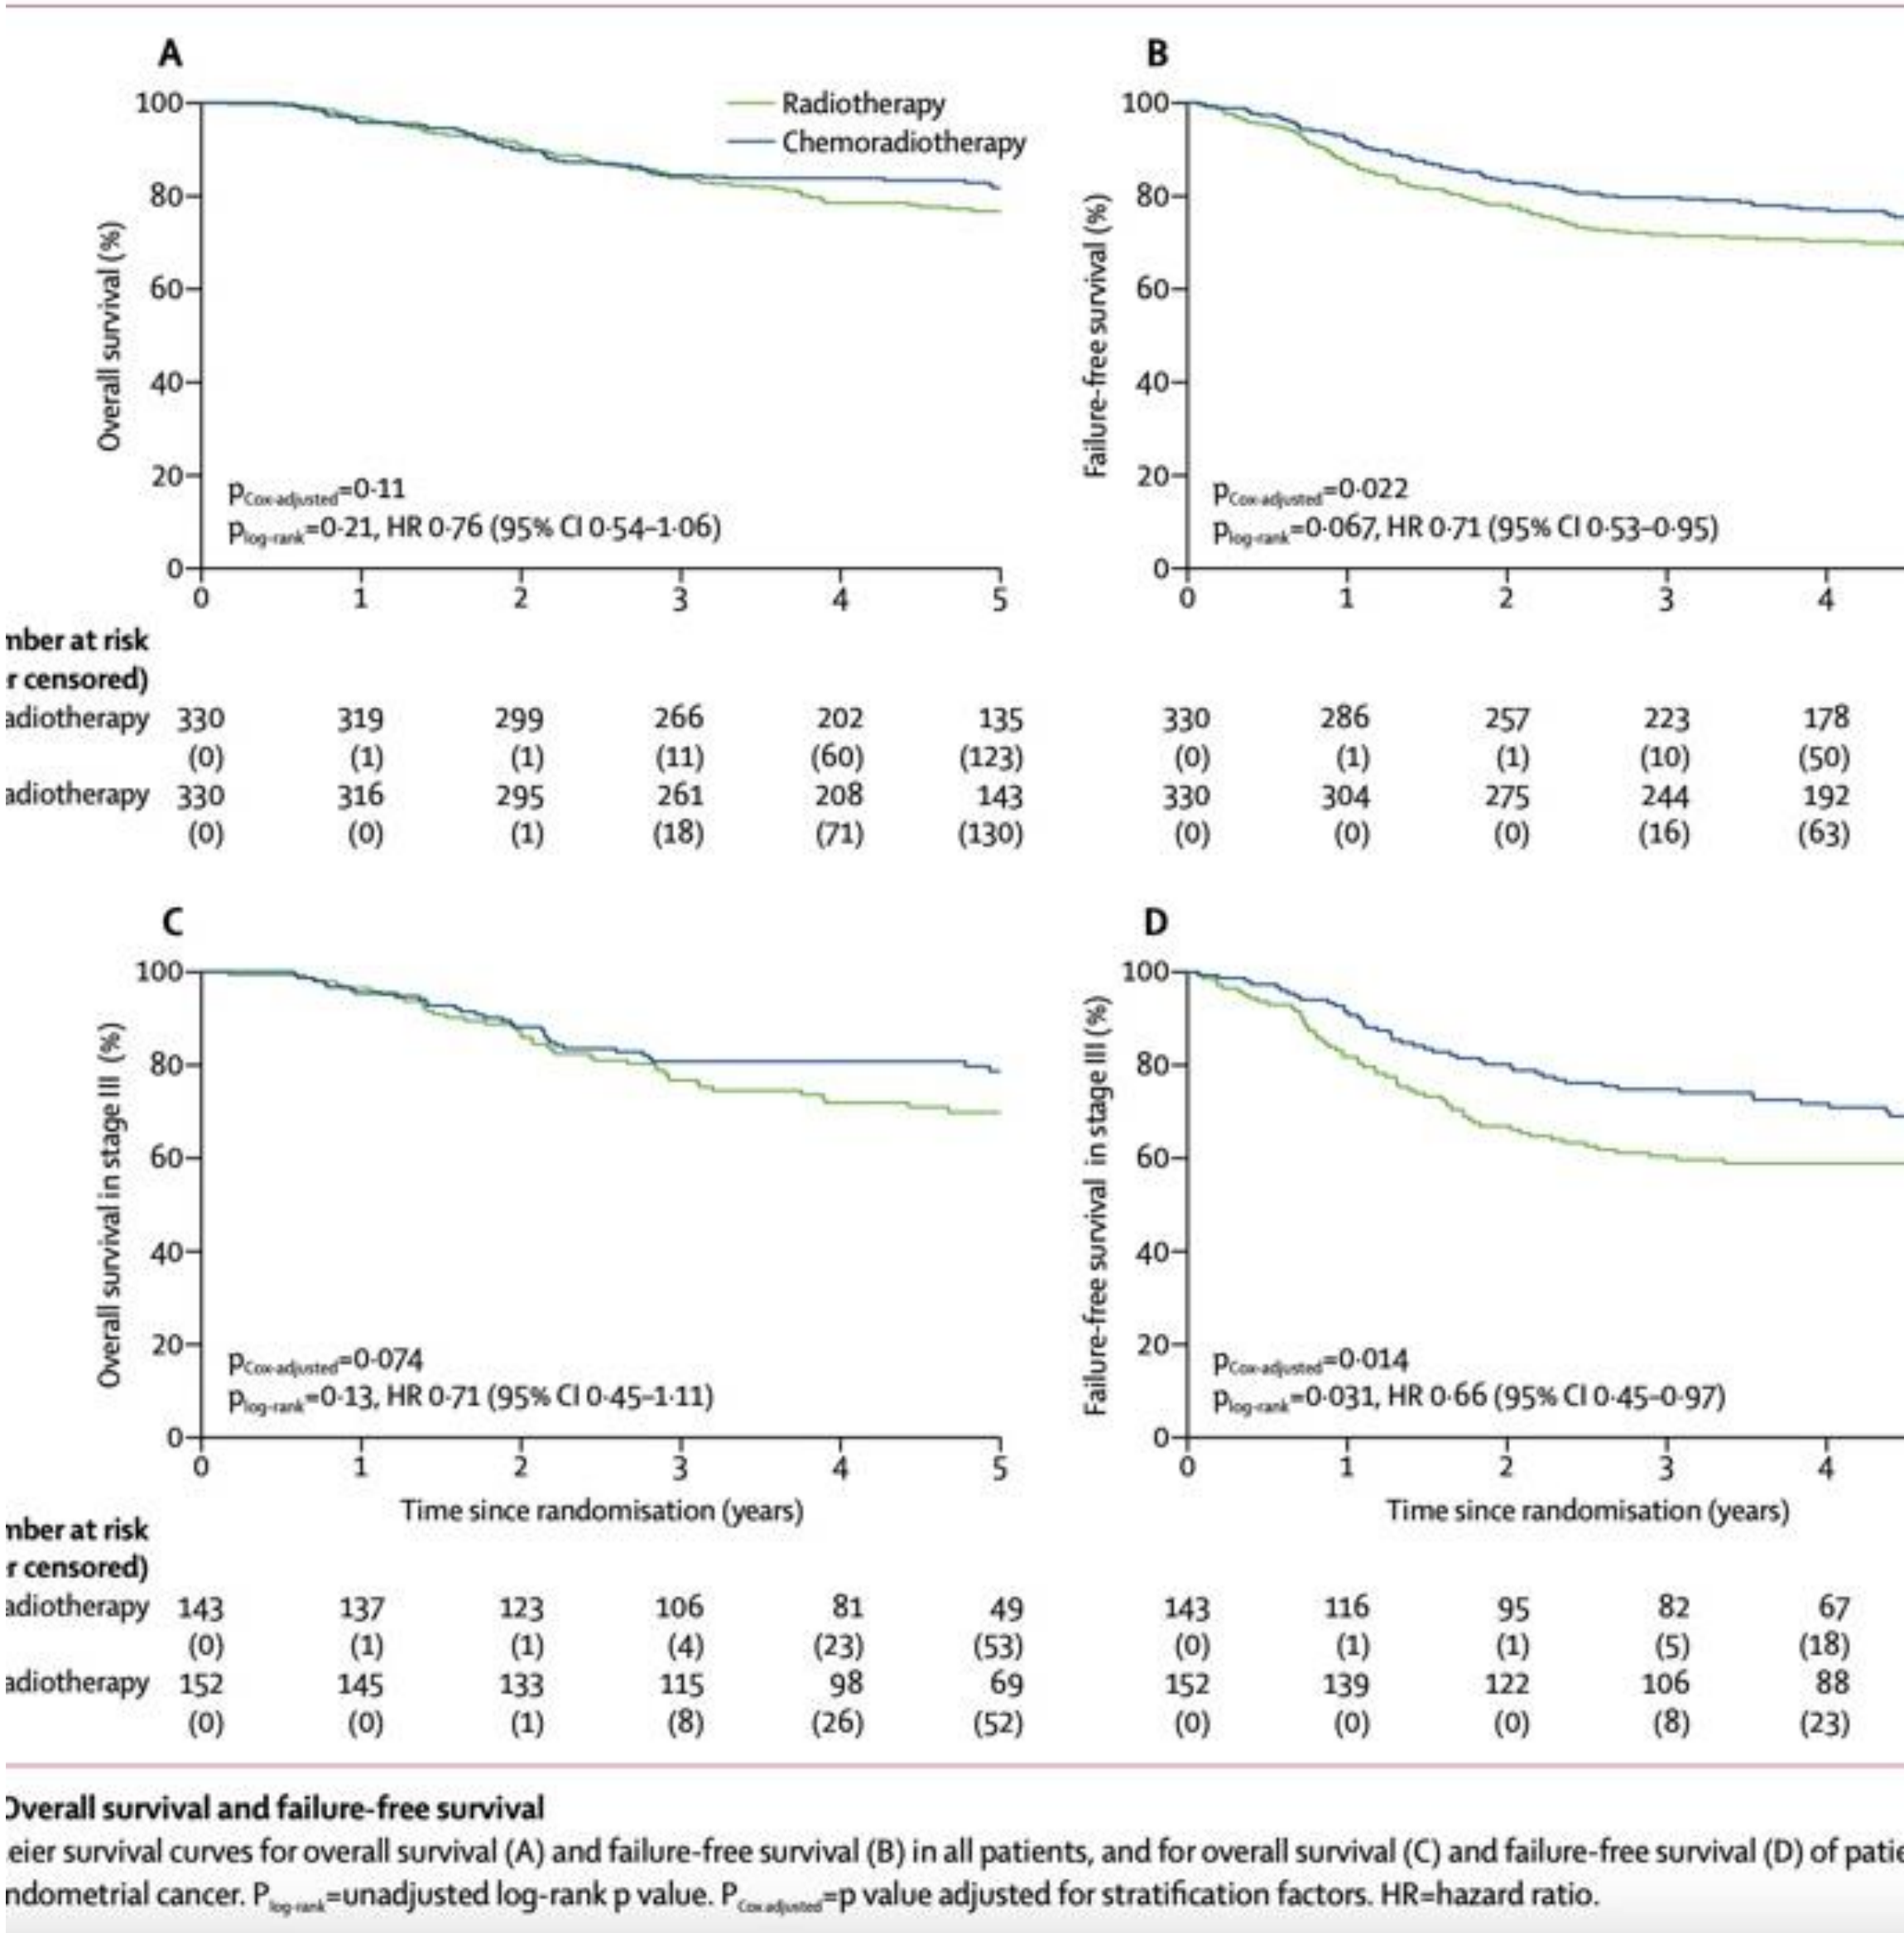 A
100
80
60
40
20
0
Overall survival (%)
Radiotherapy
Chemoradiotherapy
pCox-adjusted=0·11
plog-rank=0·21, HR 0·76 (95% CI 0·54–1·06)
0 1 2 3 4 5
B
100
80
60
40
20
0
Failure-free survival (%)
pCox-adjusted=0·022
plog-rank=0·067, HR 0·71 (95% CI 0·53–0·95)
0 1 2 3 4
mber at risk
r censored)
adiotherapy 330 319 299 266 202 135 330 286 257 223 178
(0) (1) (1) (11) (60) (123) (0) (1) (1) (10) (50)
adiotherapy 330 316 295 261 208 143 330 304 275 244 192
(0) (0) (1) (18) (71) (130) (0) (0) (0) (16) (63)
C
100
80
60
40
20
0
Overall survival in stage III (%)
pCox-adjusted=0·074
plog-rank=0·13, HR 0·71 (95% CI 0·45–1·11)
0 1 2 3 4 5
Time since randomisation (years)
D
100
80
60
40
20
0
Failure-free survival in stage III (%)
pCox-adjusted=0·014
plog-rank=0·031, HR 0·66 (95% CI 0·45–0·97)
0 1 2 3 4
Time since randomisation (years)
mber at risk
r censored)
adiotherapy 143 137 123 106 81 49 143 116 95 82 67
(0) (1) (1) (4) (23) (53) (0) (1) (1) (5) (18)
adiotherapy 152 145 133 115 98 69 152 139 122 106 88
(0) (0) (1) (8) (26) (52) (0) (0) (0) (8) (23)
Overall survival and failure-free survival
eier survival curves for overall survival (A) and failure-free survival (B) in all patients, and for overall survival (C) and failure-free survival (D) of patie
ndometrial cancer. Plog-rank=unadjusted log-rank p value. PCox adjusted=p value adjusted for stratification factors. HR=hazard ratio.